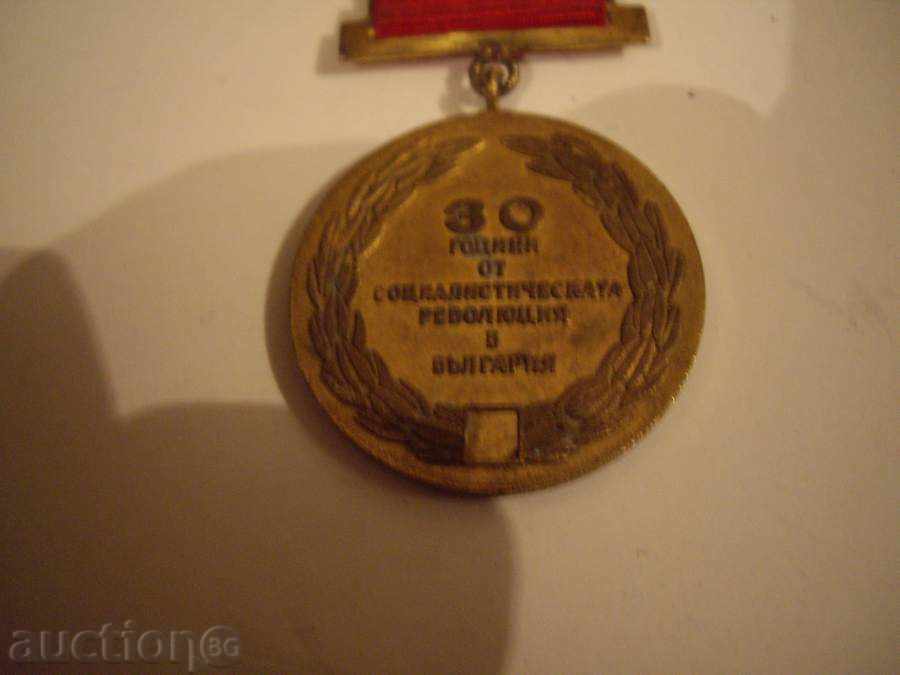 30
ГОДИНИ
ОТ
СОЦИАЛИСТИЧЕСКАТА
РЕВОЛЮЦИЯ
В
БЪЛГАРИЯ
auction BG